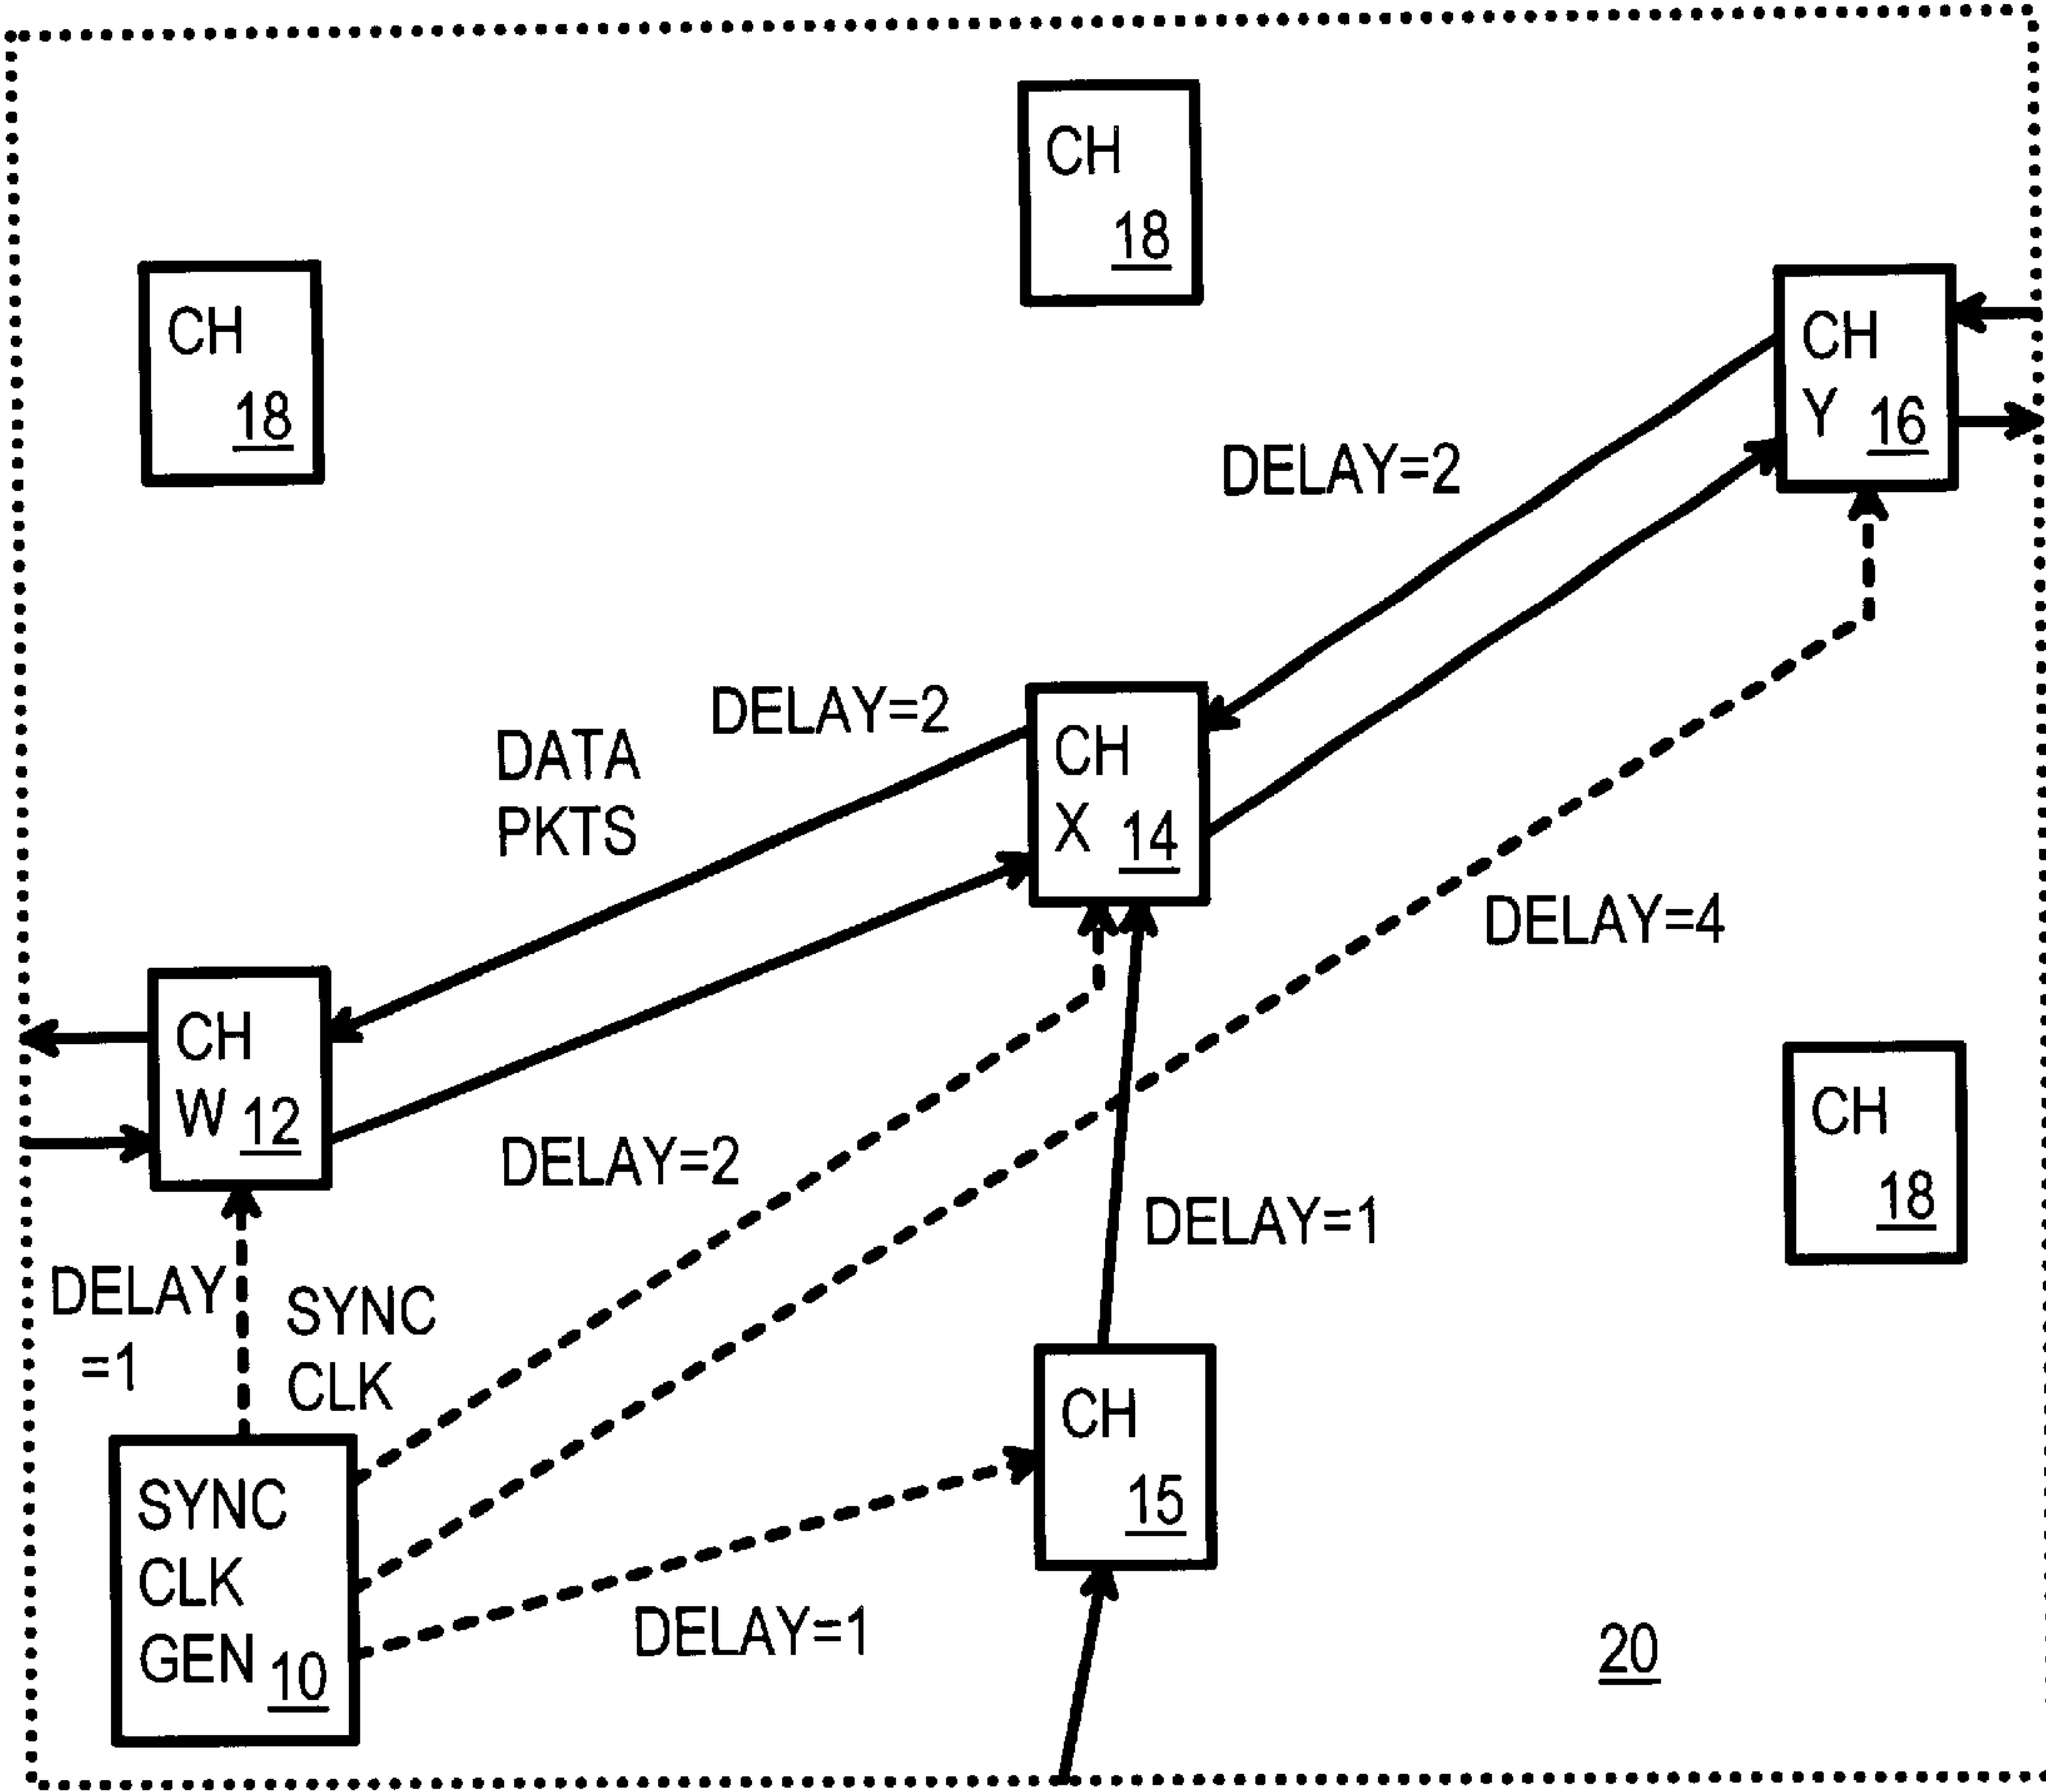 CH
18
CH
18
CH
Y 16
DELAY=2
DELAY=2
DATA
PKTS
CH
X 14
DELAY=4
CH
W 12
DELAY=2
CH
18
DELAY=1
DELAY
=1
SYNC
CLK
CH
15
SYNC
CLK
GEN 10
DELAY=1
20